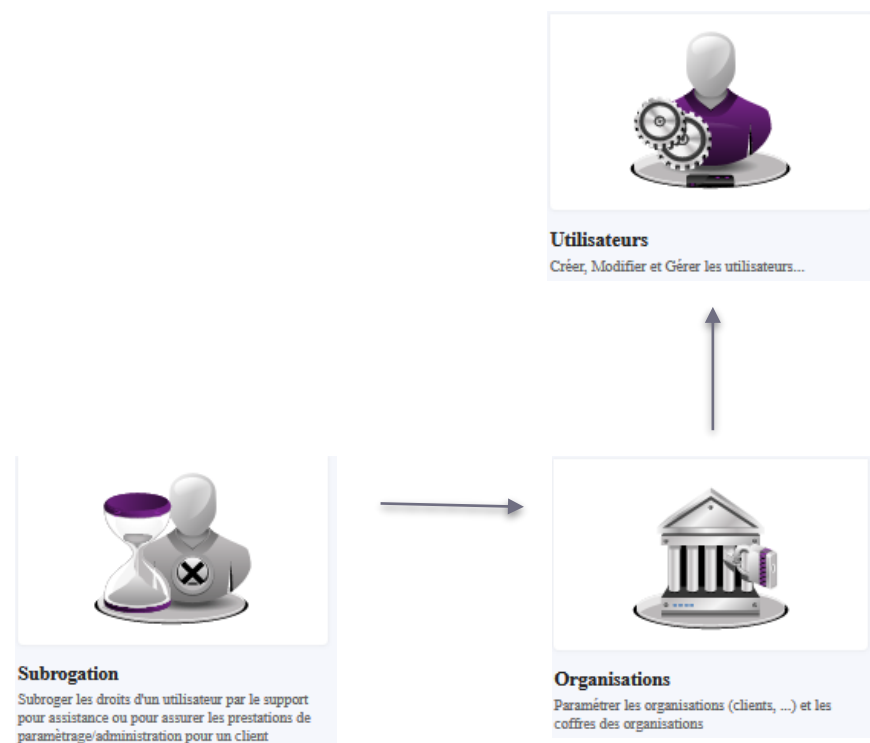 Utilisateurs
Créer, Modifier et Gérer les utilisateurs...
Subrogation
Subroger les droits d'un utilisateur par le support
pour assistance ou pour assurer les prestations de
paramètrage/administration pour un client
Organisations
Paramétrer les organisations (clients, ...) et les
coffres des organisations